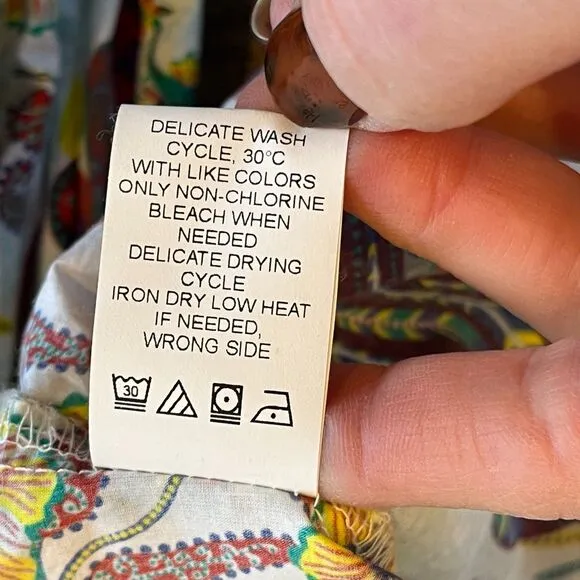 DELICATE WASH
CYCLE, 30°C
WITH LIKE COLORS
ONLY NON-CHLORINE
BLEACH WHEN
NEEDED
DELICATE DRYING
CYCLE
IRON DRY LOW HEAT
IF NEEDED,
WRONG SIDE
30